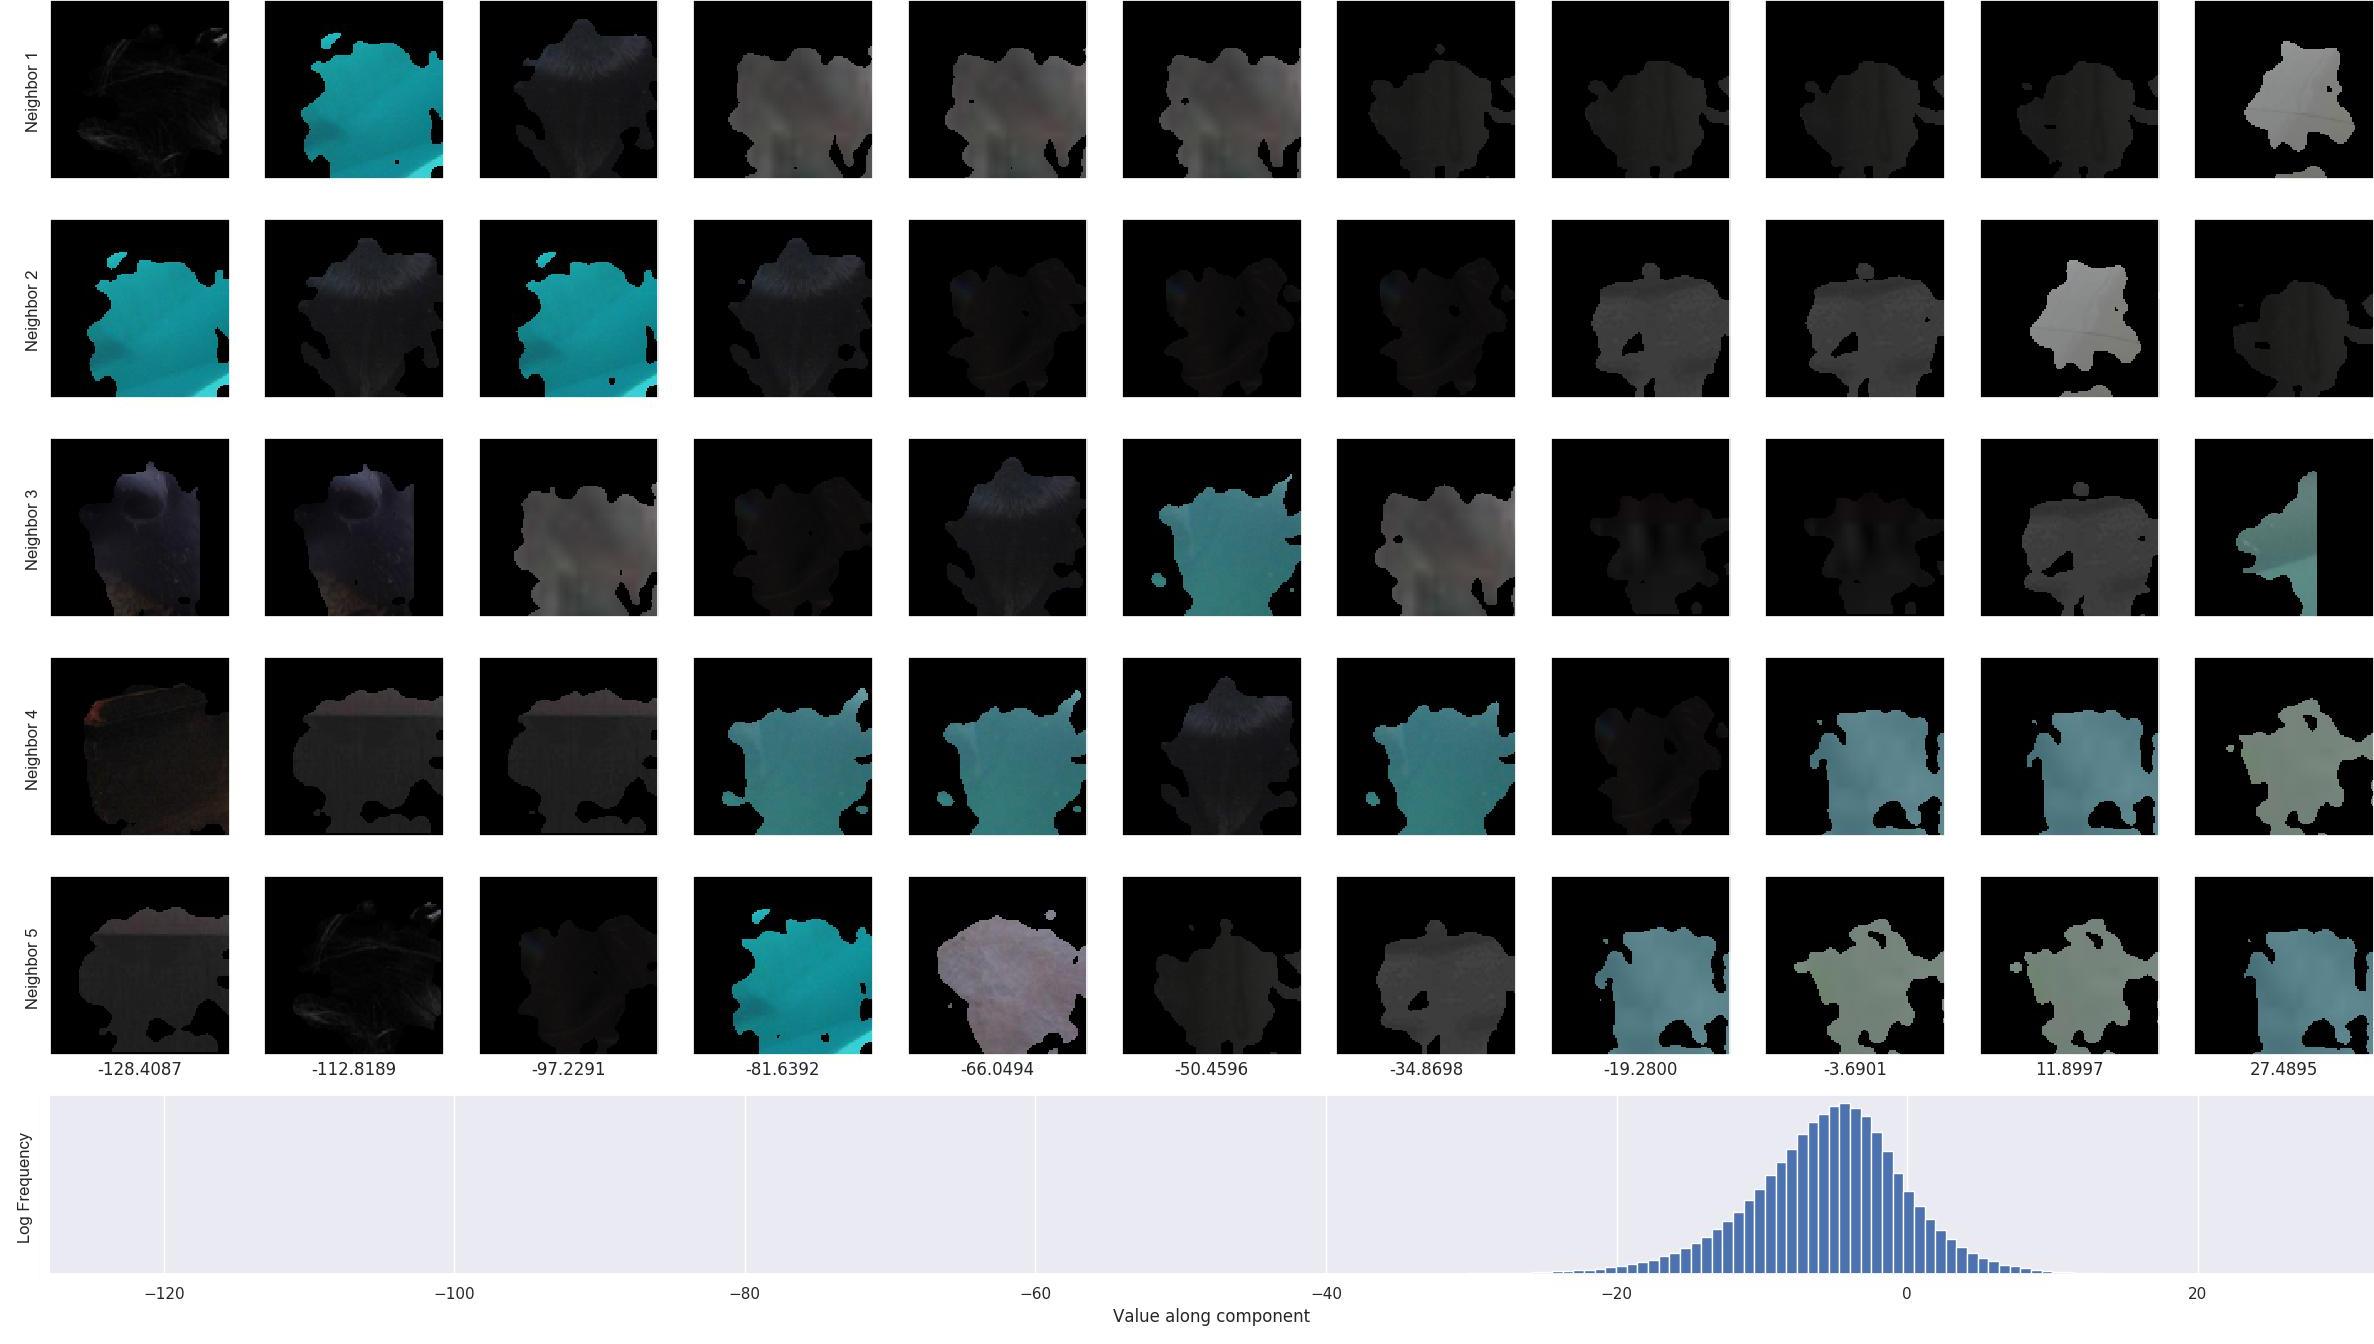 Neighbor 1
Neighbor 2
Neighbor 3
Neighbor 4
Neighbor 5
-128.4087 -112.8189 -97.2291 -81.6392 -66.0494 -50.4596 -34.8698 -19.2800 -3.6901 11.8997 27.4895
Log Frequency
−120 −100 −80 −60 −40 −20 0 20
Value along component